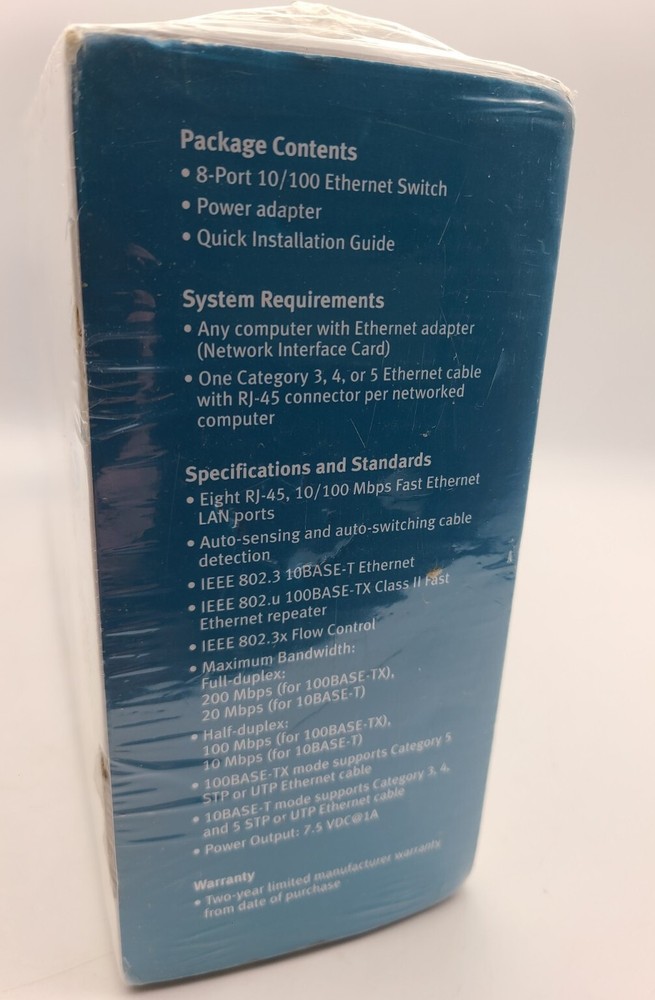 Package Contents
• 8-Port 10/100 Ethernet Switch
• Power adapter
• Quick Installation Guide
System Requirements
• Any computer with Ethernet adapter
(Network Interface Card)
• One Category 3, 4, or 5 Ethernet cable
with RJ-45 connector per networked
computer
Specifications and Standards
• Eight RJ-45, 10/100 Mbps Fast Ethernet
LAN ports
• Auto-sensing and auto-switching cable
detection
• IEEE 802.3 10BASE-T Ethernet
• IEEE 802.u 100BASE-TX Class II Fast
Ethernet repeater
• IEEE 802.3x Flow Control
• Maximum Bandwidth:
Full-duplex:
200 Mbps (for 100BASE-TX),
20 Mbps (for 10BASE-T)
• Half-duplex:
100 Mbps (for 100BASE-TX),
10 Mbps (for 10BASE-T)
• 100BASE-TX mode supports Category 5
STP or UTP Ethernet cable
• 10BASE-T mode supports Category 3, 4,
and 5 STP or UTP Ethernet cable
• Power Output: 7.5 VDC@1A
Warranty
• Two-year limited manufacturer warranty
from date of purchase